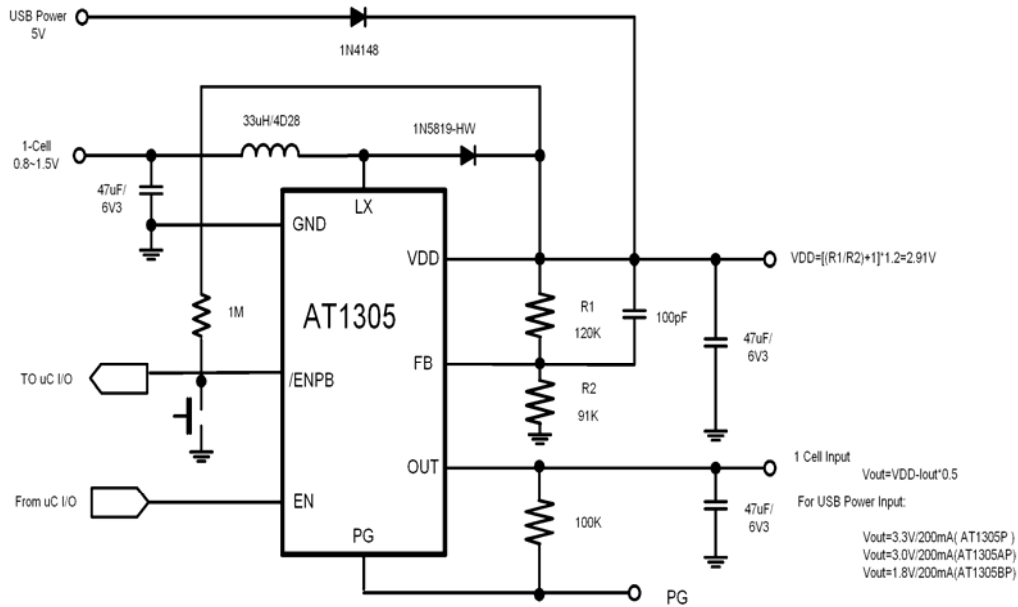 USB Power
5V
1N4148
33uH/4D28
1N5819-HW
1-Cell
0.8~1.5V
47uF/
6V3
LX
GND
VDD
VDD=[(R1/R2)+1]*1.2=2.91V
AT1305
1M
R1
120K
100pF
47uF/
6V3
FB
TO uC I/O
/ENPB
R2
91K
OUT
1 Cell Input
Vout=VDD-Iout*0.5
From uC I/O
EN
100K
47uF/
6V3
For USB Power Input:
PG
Vout=3.3V/200mA( AT1305P )
Vout=3.0V/200mA(AT1305AP)
Vout=1.8V/200mA(AT1305BP)
PG